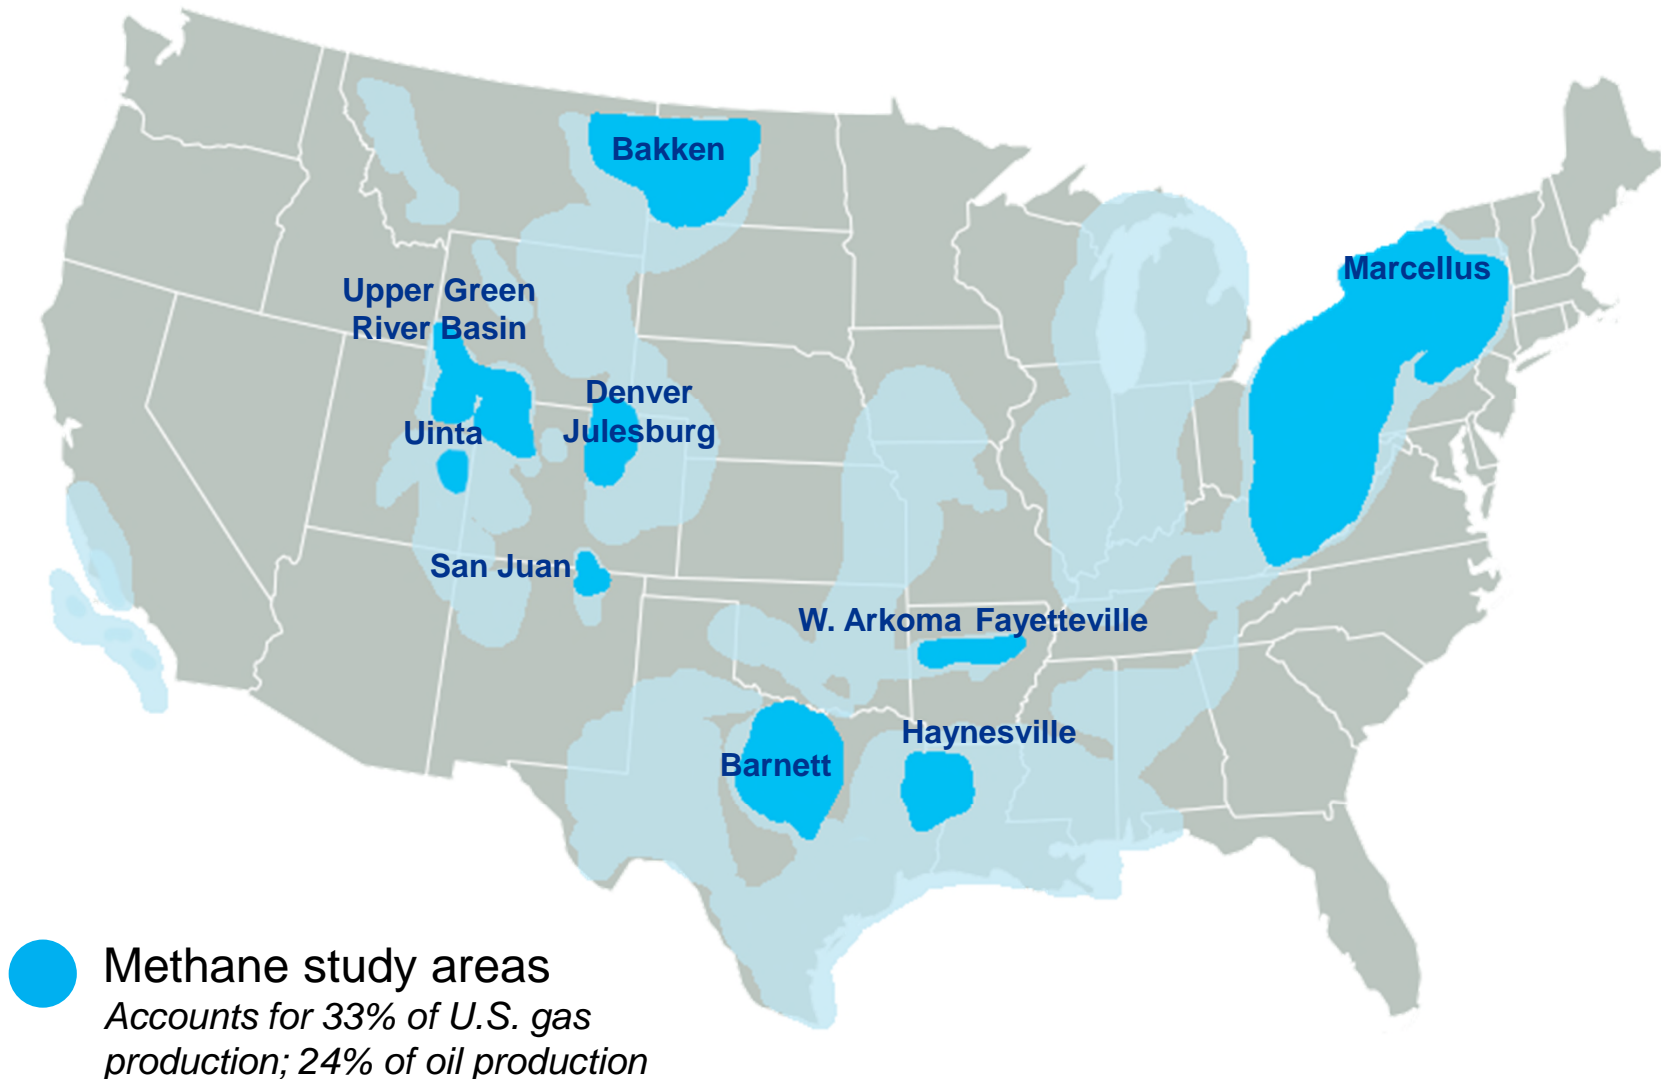 Bakken
Marcellus
Upper Green
River Basin
Denver
Julesburg
Uinta
San Juan
W. Arkoma Fayetteville
Haynesville
Barnett
Methane study areas
Accounts for 33% of U.S. gas
production; 24% of oil production